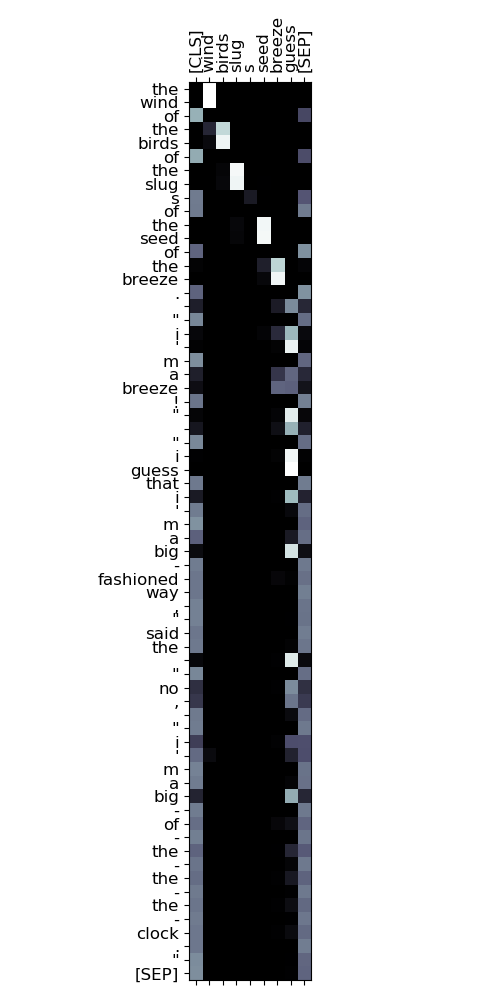 [CLS] wind birds slug s seed breeze guess [SEP]
the
wind
of
the
birds
of
the
slug
s
of
the
seed
of
the
breeze
.
"
i
'
m
a
breeze
!
"
"
i
guess
that
i
'
m
a
big
-
fashioned
way
,
"
said
the
"
no
,
"
i
'
m
a
big
-
of
-
the
-
the
-
the
-
clock
.
"
[SEP]